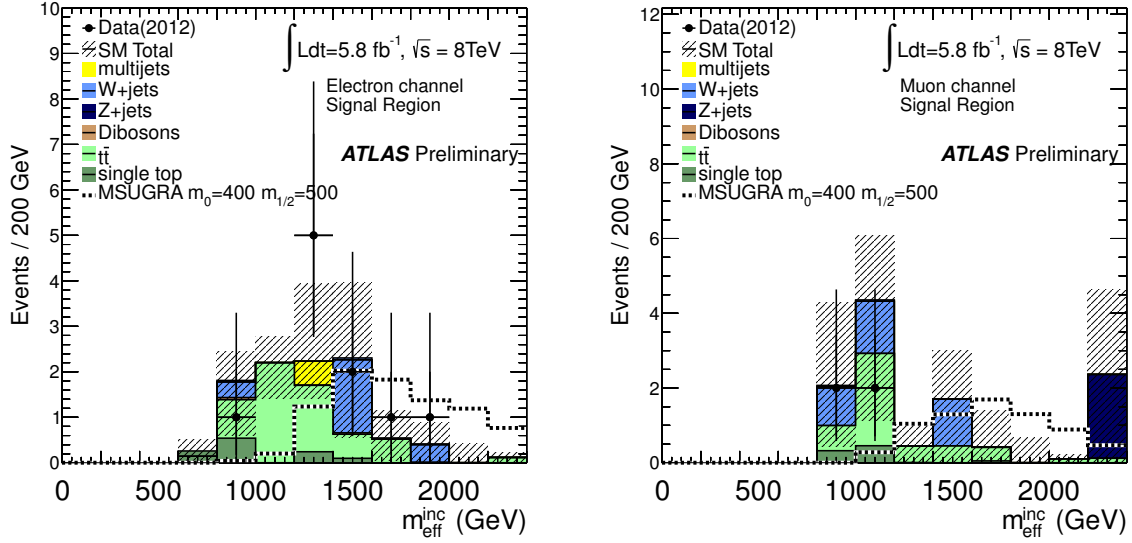 Data(2012)
SM Total
multijets
W+jets
Z+jets
Dibosons
tt̄
single top
MSUGRA m₀=400 m₁/₂=500
∫ Ldt=5.8 fb⁻¹, √s = 8TeV
Electron channel
Signal Region
ATLAS Preliminary
Events / 200 GeV
10
9
8
7
6
5
4
3
2
1
0
0 500 1000 1500 2000
m_eff^inc (GeV)
Data(2012)
SM Total
multijets
W+jets
Z+jets
Dibosons
tt̄
single top
MSUGRA m₀=400 m₁/₂=500
∫ Ldt=5.8 fb⁻¹, √s = 8TeV
Muon channel
Signal Region
ATLAS Preliminary
Events / 200 GeV
12
10
8
6
4
2
0
0 500 1000 1500 2000
m_eff^inc (GeV)